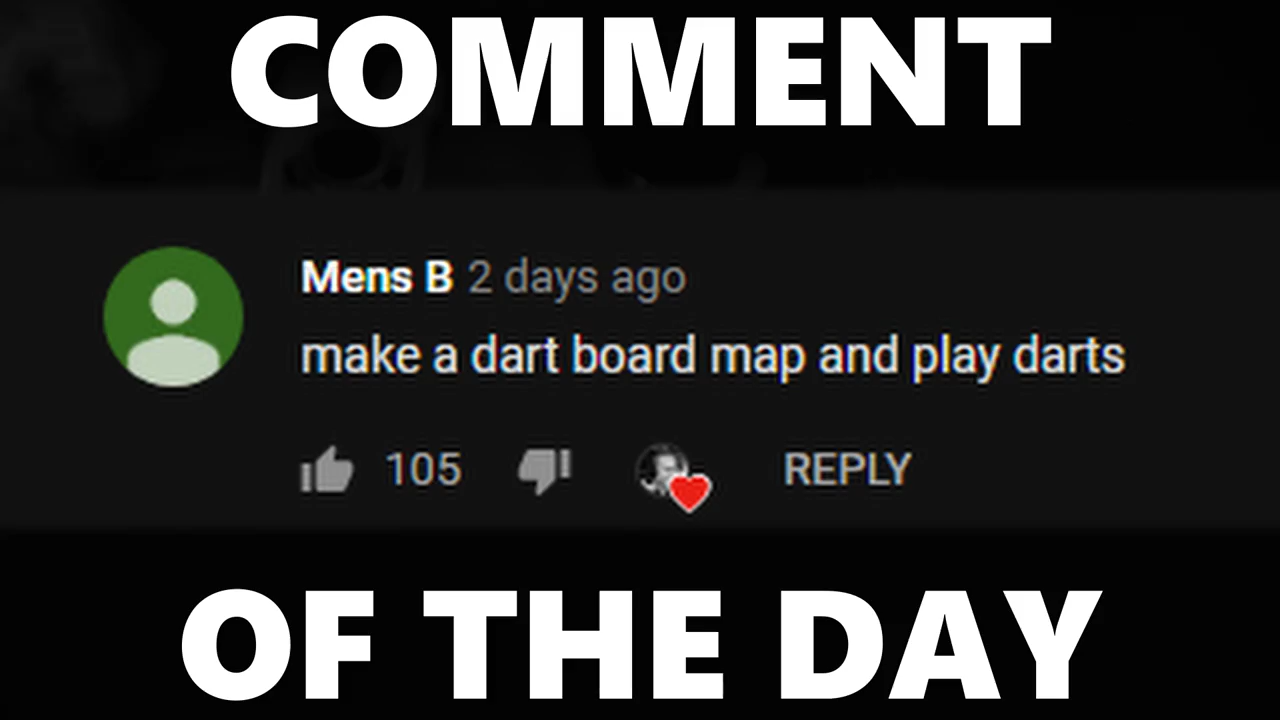 COMMENT
Mens B 2 days ago
make a dart board map and play darts
105 REPLY
OF THE DAY